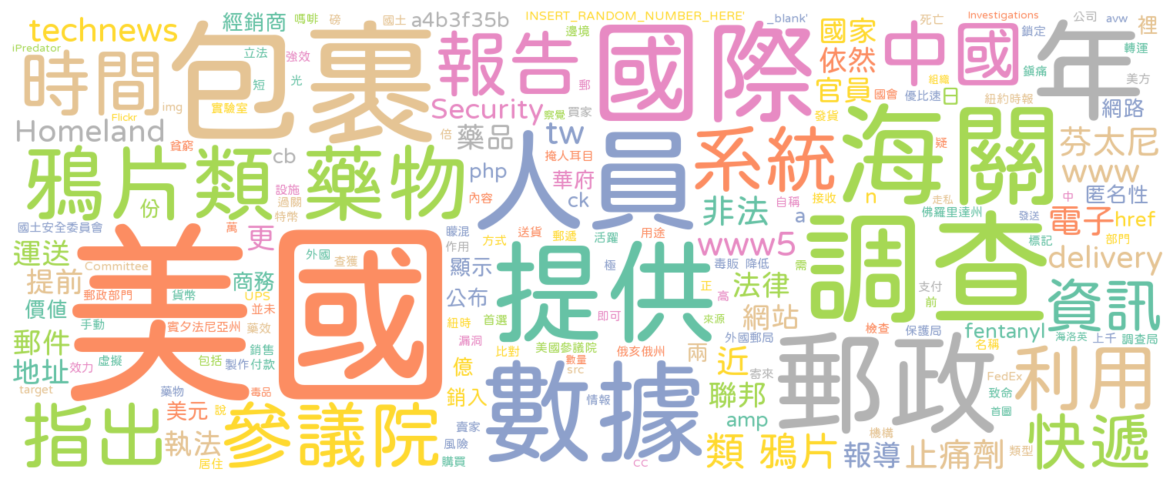 technews
時間
包裹
經銷商
嗎啡
磅
國土
a4b3f35b
INSERT_RANDOM_NUMBER_HERE'
_blank'
國家
死亡
Investigations
公司
avw
iPredator
立法
強效
報告
邊境
國際
依然
中國
鎖定
年
轉運
短
光
郵
官員
組織
鎮痛
裡
美方
img
實驗室
Flickr
Security
察覺
買家
國會
優比速
日
紐約時報
網路
Homeland
貧窮
倍
藥品
tw
發貨
海關
芬太尼
鴉片類
藥物
cb
php
掩人耳目
人員
系統
疑
www
設施
過關
特幣
華府
ck
內容
自稱
接收
n
走私
中
匿名性
份
萬
非法
a
佛羅里達州
發送
電子
href
國土安全委員會
更
朦混
作用
方式
送貨
郵遞
活躍
用途
www5
調查
標記
部門
運送
美國
外國
查獲
顯示
提供
極
毒販
降低
需
delivery
提前
Committee
商務
正
高
法律
支付
前
價值
郵政部門
貨幣
UPS
並未
公布
紐時
首選
即可
網站
來源
資訊
手動
賓夕法尼亞州
藥效
漏洞
美國參議院
俄亥俄州
兩
外國郵局
檢查
保護局
fentanyl
上千
郵件
虛擬
包括
銷售
製作
付款
億
比對
數量
src
近
寄來
郵政
名稱
海洛英
調查局
地址
效力
target
藥物
毒品
數據
情報
聯邦
FedEx
致命
利用
指出
美元
說
參議院
銷入
賣家
amp
首圖
執法
居住
風險
購買
cc
類 鴉片
報導
機構
止痛劑
類型
快遞